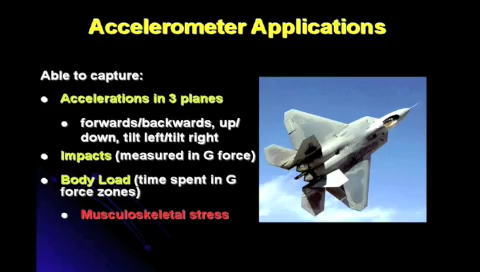 Accelerometer Applications
Able to capture:
● Accelerations in 3 planes
● forwards/backwards, up/
down, tilt left/tilt right
● Impacts (measured in G force)
● Body Load (time spent in G
force zones)
● Musculoskeletal stress